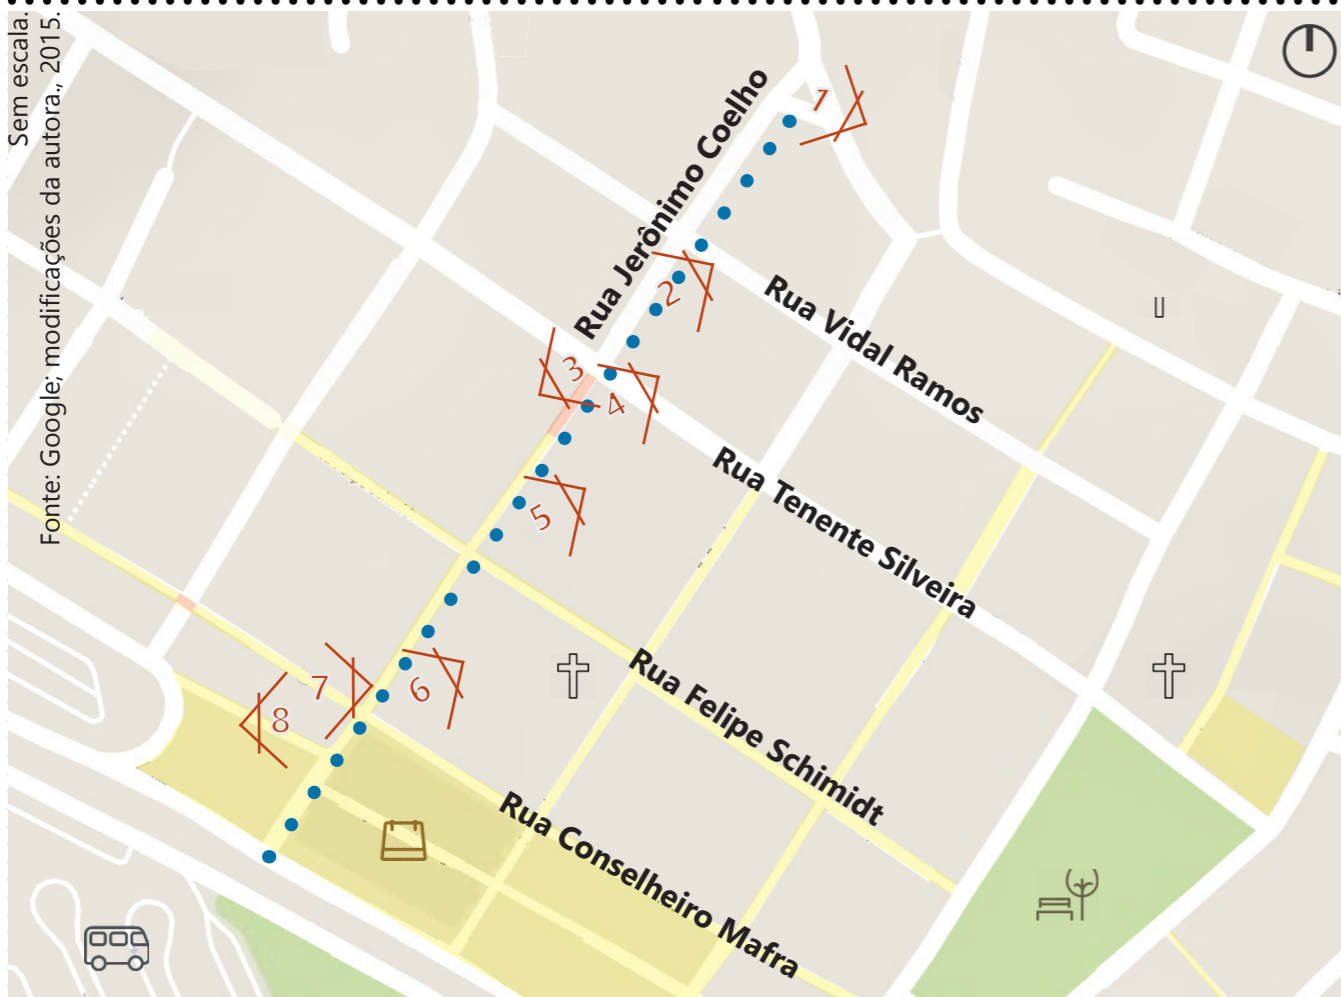 Sem escala.
Fonte: Google; modificações da autora., 2015.
Rua Jerônimo Coelho
1
2
Rua Vidal Ramos
3
4
Rua Tenente Silveira
5
6
Rua Felipe Schimidt
7
8
Rua Conselheiro Mafra